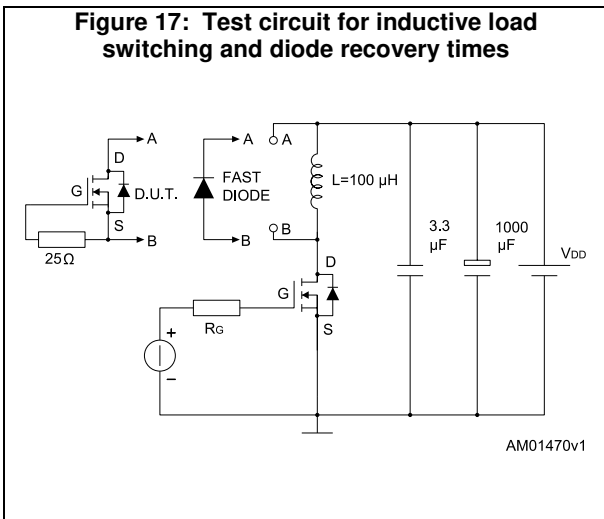 Figure 17: Test circuit for inductive load
switching and diode recovery times
A
D
G
D.U.T.
S
B
25Ω
A
FAST
DIODE
B
A
L=100 µH
B
D
G
S
RG
+
−
3.3
µF
1000
µF
VDD
AM01470v1